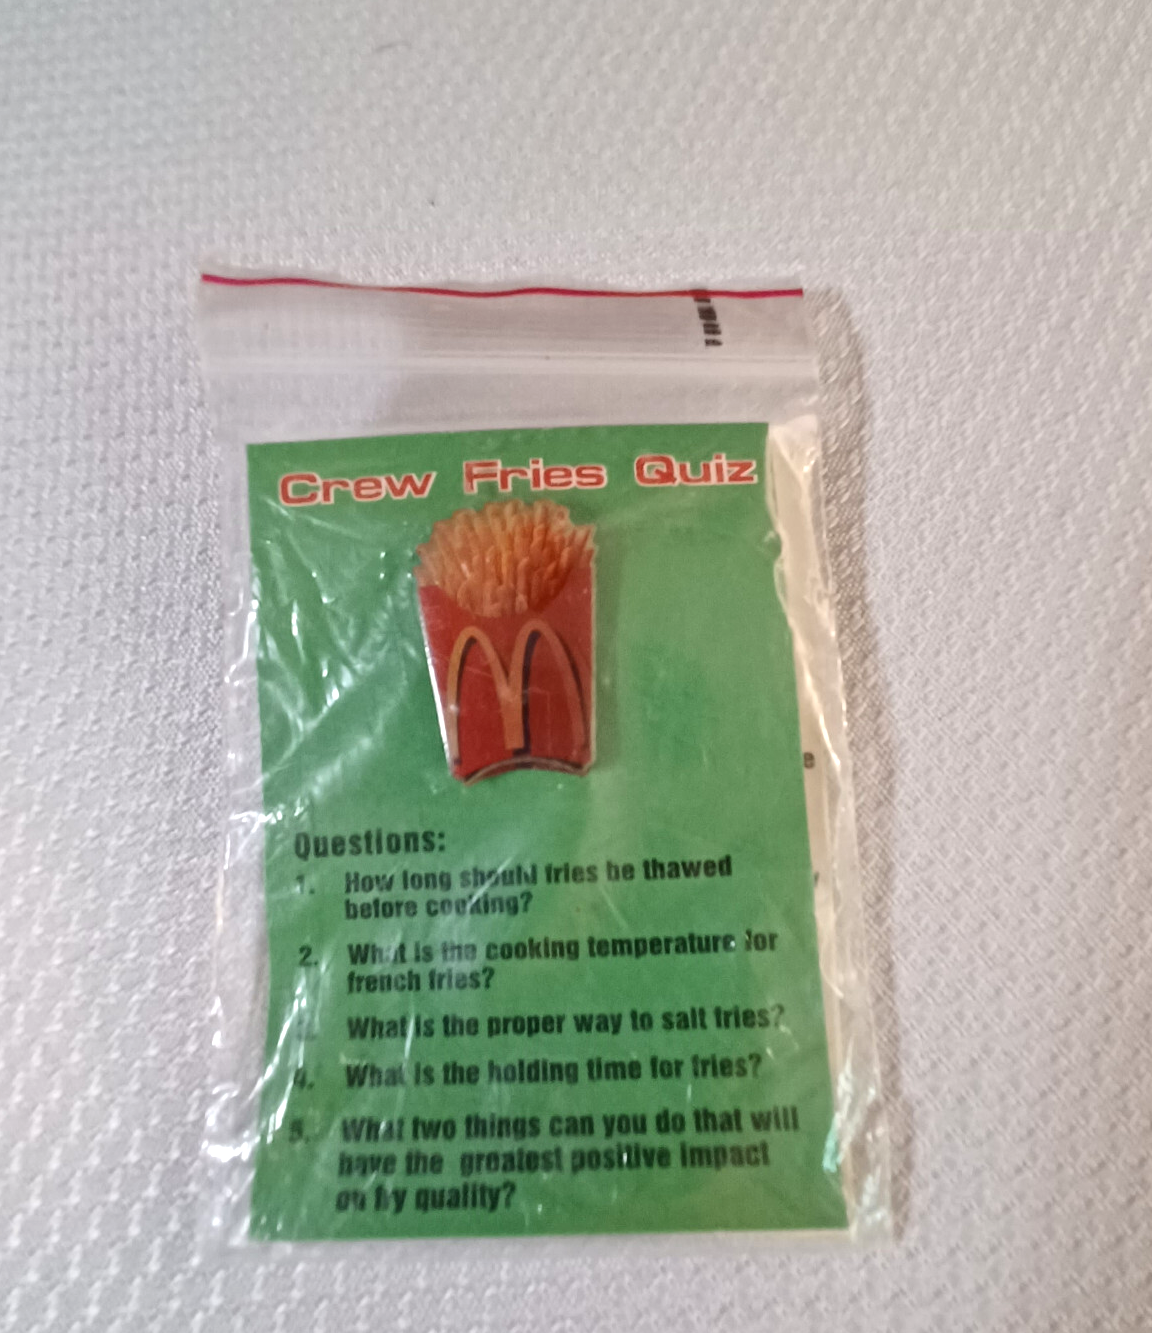 Crew Fries Quiz
Questions:
1. How long should fries be thawed
before cooking?
2. What is the cooking temperature for
french fries?
3. What is the proper way to salt fries?
4. What is the holding time for fries?
5. What two things can you do that will
have the greatest positive impact
on fry quality?